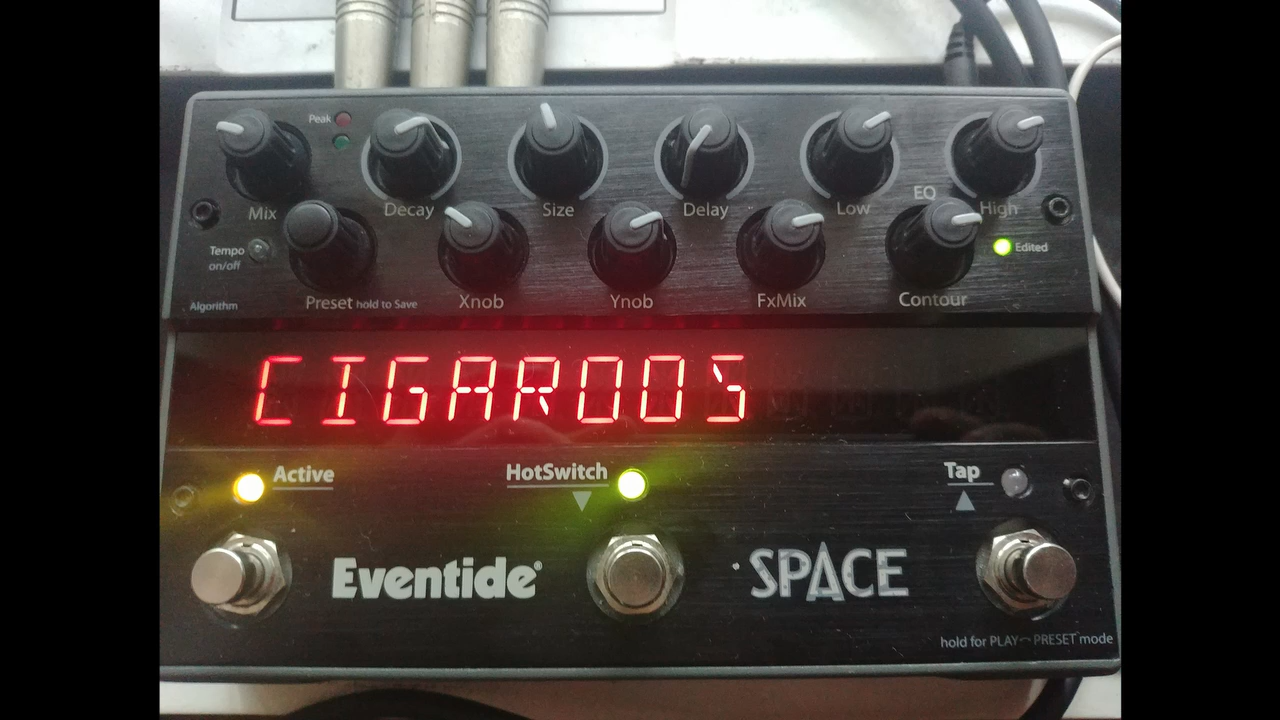 Peak
Mix
Decay
Size
Delay
Low
EQ
High
Tempo
on/off
Edited
Algorithm
Preset hold to Save
Xnob
Ynob
FxMix
Contour
CIGAROOS
Active
HotSwitch
Tap
Eventide®
SPACE
hold for PLAY PRESET mode